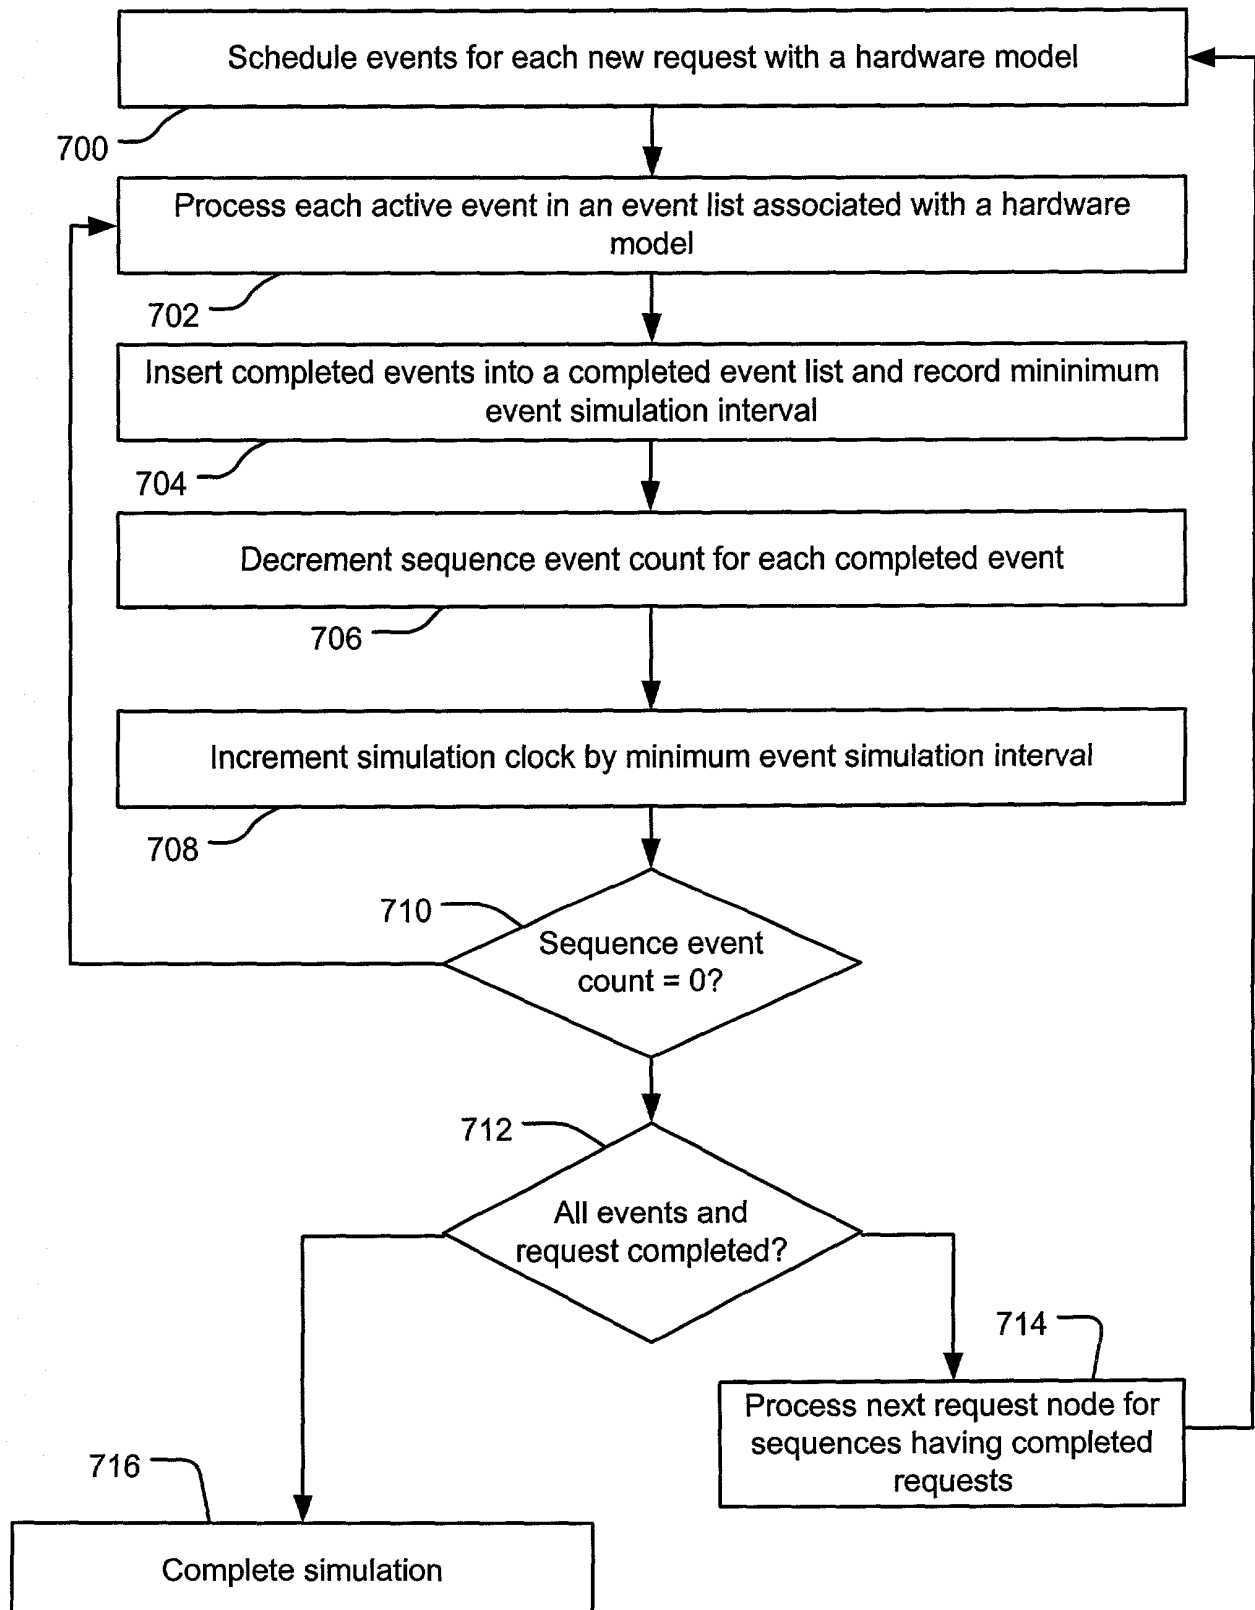 Schedule events for each new request with a hardware model
700
Process each active event in an event list associated with a hardware
model
702
Insert completed events into a completed event list and record mininimum
event simulation interval
704
Decrement sequence event count for each completed event
706
Increment simulation clock by minimum event simulation interval
708
710
Sequence event
count = 0?
712
All events and
request completed?
714
Process next request node for
sequences having completed
requests
716
Complete simulation